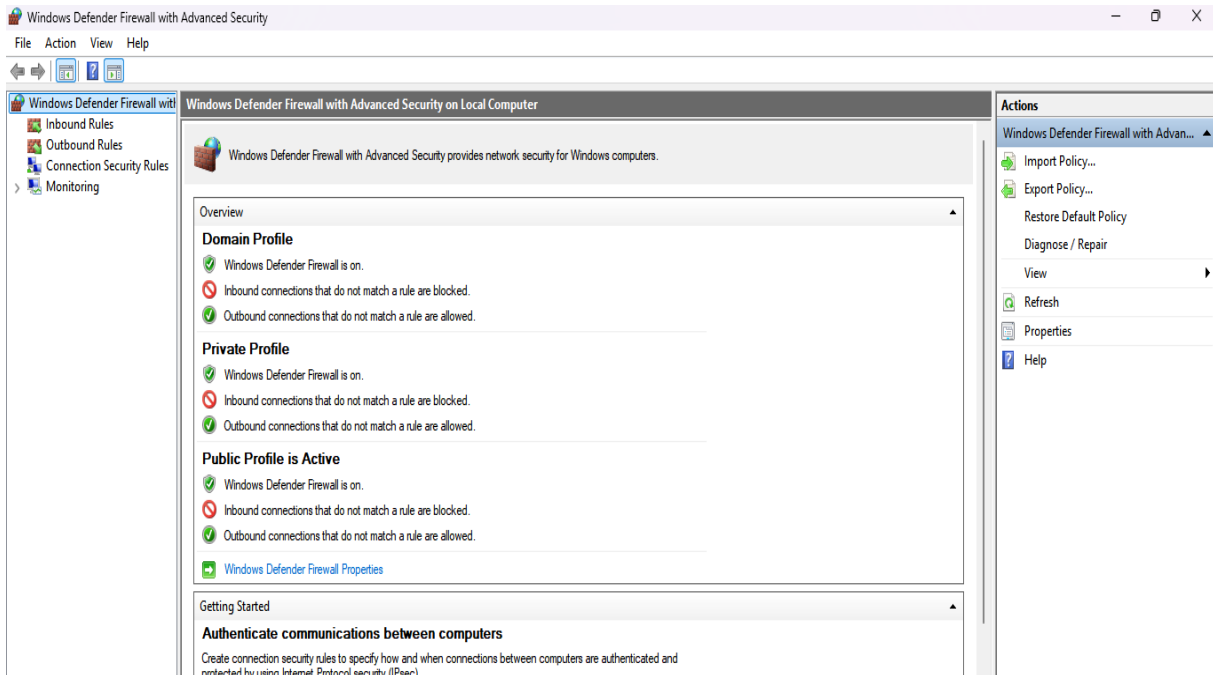 Windows Defender Firewall with Advanced Security
File Action View Help
Windows Defender Firewall with
Inbound Rules
Outbound Rules
Connection Security Rules
Monitoring
Windows Defender Firewall with Advanced Security on Local Computer
Windows Defender Firewall with Advanced Security provides network security for Windows computers.
Overview
Domain Profile
Windows Defender Firewall is on.
Inbound connections that do not match a rule are blocked.
Outbound connections that do not match a rule are allowed.
Private Profile
Windows Defender Firewall is on.
Inbound connections that do not match a rule are blocked.
Outbound connections that do not match a rule are allowed.
Public Profile is Active
Windows Defender Firewall is on.
Inbound connections that do not match a rule are blocked.
Outbound connections that do not match a rule are allowed.
Windows Defender Firewall Properties
Getting Started
Authenticate communications between computers
Create connection security rules to specify how and when connections between computers are authenticated and
protected by using Internet Protocol security (IPsec)
Actions
Windows Defender Firewall with Advan...
Import Policy...
Export Policy...
Restore Default Policy
Diagnose / Repair
View
Refresh
Properties
Help